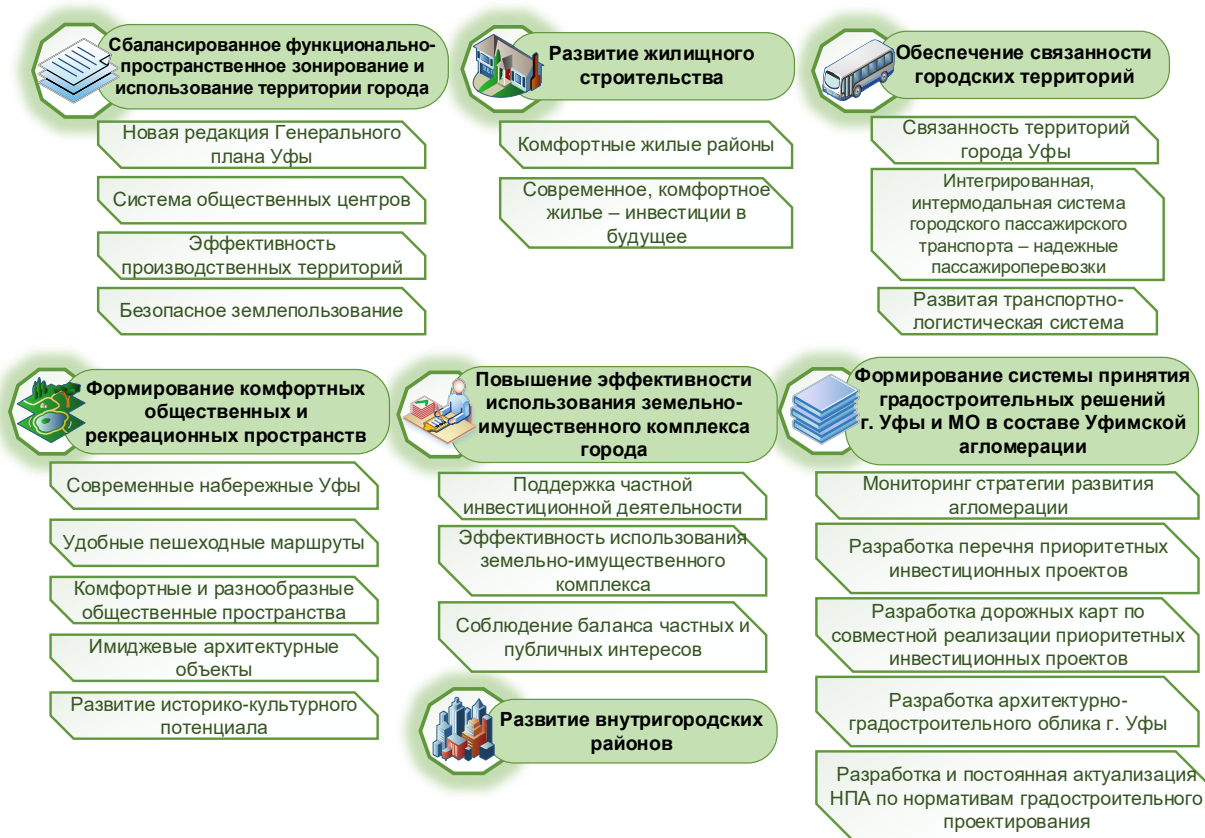 Сбалансированное функционально-
пространственное зонирование и
использование территории города
Новая редакция Генерального
плана Уфы
Система общественных центров
Эффективность
производственных территорий
Безопасное землепользование
Развитие жилищного
строительства
Комфортные жилые районы
Современное, комфортное
жилье – инвестиции в
будущее
Обеспечение связанности
городских территорий
Связанность территорий
города Уфы
Интегрированная,
интермодальная система
городского пассажирского
транспорта – надежные
пассажироперевозки
Развитая транспортно-
логистическая система
Формирование комфортных
общественных и
рекреационных пространств
Современные набережные Уфы
Удобные пешеходные маршруты
Комфортные и разнообразные
общественные пространства
Имиджевые архитектурные
объекты
Развитие историко-культурного
потенциала
Повышение эффективности
использования земельно-
имущественного комплекса
города
Поддержка частной
инвестиционной деятельности
Эффективность использования
земельно-имущественного
комплекса
Соблюдение баланса частных и
публичных интересов
Развитие внутригородских
районов
Формирование системы принятия
градостроительных решений
г. Уфы и МО в составе Уфимской
агломерации
Мониторинг стратегии развития
агломерации
Разработка перечня приоритетных
инвестиционных проектов
Разработка дорожных карт по
совместной реализации приоритетных
инвестиционных проектов
Разработка архитектурно-
градостроительного облика г. Уфы
Разработка и постоянная актуализация
НПА по нормативам градостроительного
проектирования